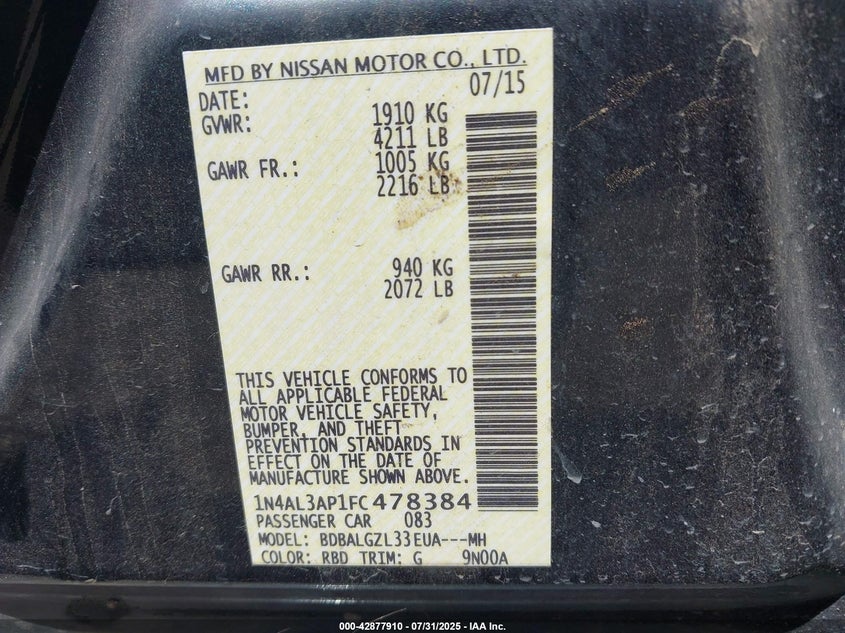 MFD BY NISSAN MOTOR CO., LTD.
DATE: 07/15
GVWR: 1910 KG
4211 LB
GAWR FR.: 1005 KG
2216 LB
GAWR RR.: 940 KG
2072 LB
THIS VEHICLE CONFORMS TO
ALL APPLICABLE FEDERAL
MOTOR VEHICLE SAFETY,
BUMPER, AND THEFT
PREVENTION STANDARDS IN
EFFECT ON THE DATE OF
MANUFACTURE SHOWN ABOVE.
1N4AL3AP1FC478384
PASSENGER CAR 083
MODEL: BDBALGZL33EUA---MH
COLOR: RBD TRIM: G 9N00A
000-42877910 - 07/31/2025 - IAA Inc.